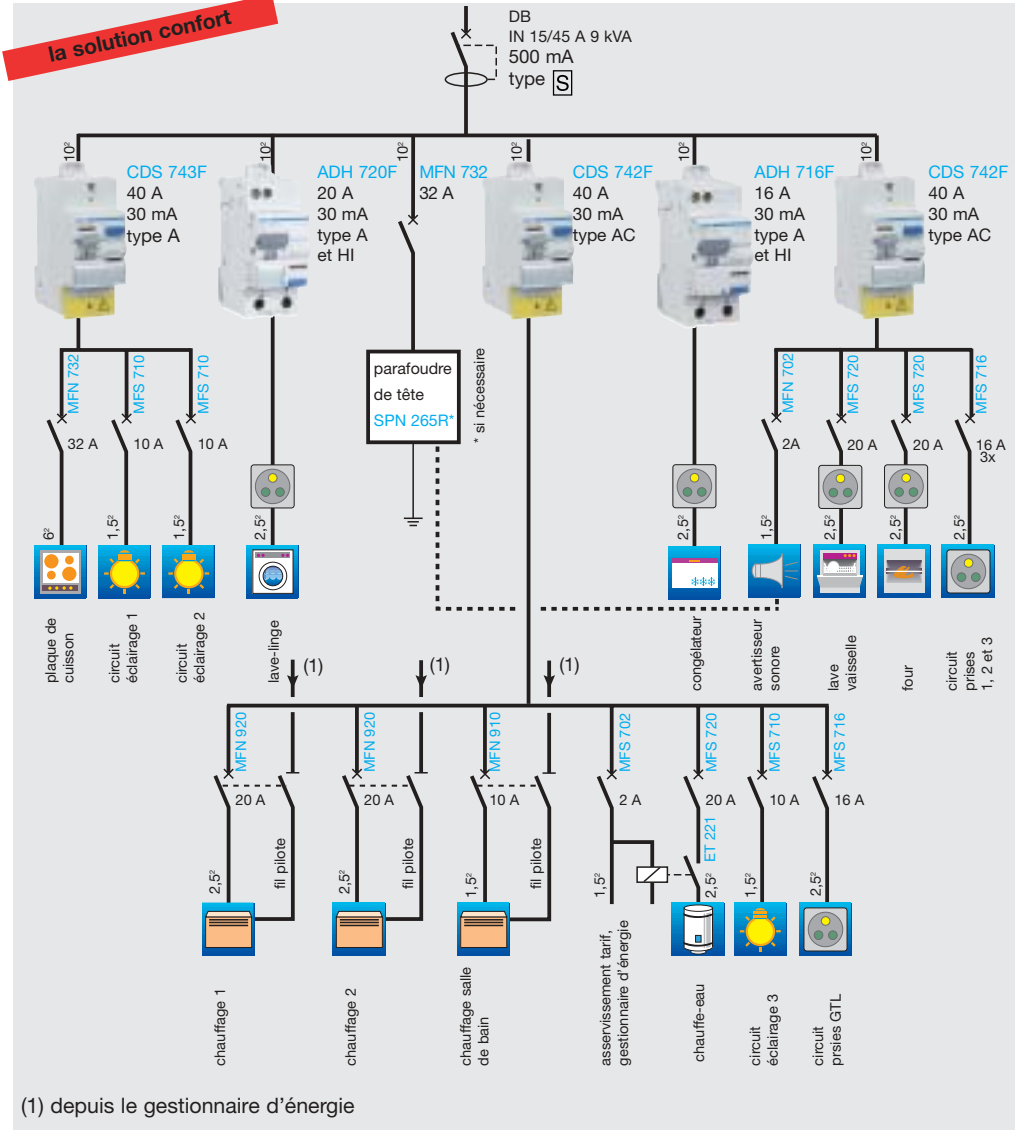 la solution confort
DB
IN 15/45 A 9 kVA
500 mA
type S
10²
CDS 743F
40 A
30 mA
type A
10²
ADH 720F
20 A
30 mA
type A
et HI
10²
MFN 732
32 A
10²
CDS 742F
40 A
30 mA
type AC
10²
ADH 716F
16 A
30 mA
type A
et HI
10²
CDS 742F
40 A
30 mA
type AC
MFN 732
32 A
6²
plaque de
cuisson
MFS 710
10 A
1,5²
circuit
éclairage 1
MFS 710
10 A
1,5²
circuit
éclairage 2
2,5²
lave-linge
parafoudre
de tête
SPN 265R*
* si nécessaire
2,5²
congélateur
MFN 702
2A
1,5²
avertisseur
sonore
MFS 720
20 A
2,5²
lave
vaisselle
MFS 720
20 A
2,5²
four
MFS 716
16 A
3x
2,5²
circuit
prises
1, 2 et 3
(1)
(1)
(1)
MFN 920
20 A
2,5²
fil pilote
chauffage 1
MFN 920
20 A
2,5²
fil pilote
chauffage 2
MFN 910
10 A
1,5²
fil pilote
chauffage salle
de bain
MFS 702
2 A
1,5²
asservissement tarif,
gestionnaire d'énergie
MFS 720
20 A
ET 221
2,5²
chauffe-eau
MFS 710
10 A
1,5²
circuit
éclairage 3
MFS 716
16 A
2,5²
circuit
prsies GTL
(1) depuis le gestionnaire d'énergie